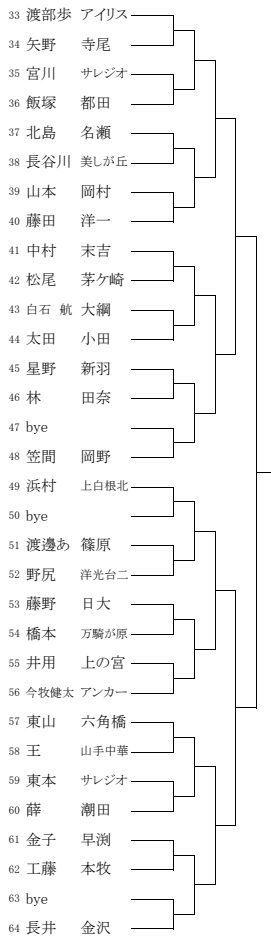 33 渡部歩 アイリス
34 矢野 寺尾
35 宮川 サレジオ
36 飯塚 都田
37 北島 名瀬
38 長谷川 美しが丘
39 山本 岡村
40 藤田 洋一
41 中村 末吉
42 松尾 茅ケ崎
43 白石 航 大綱
44 太田 小田
45 星野 新羽
46 林 田奈
47 bye
48 笠間 岡野
49 浜村 上白根北
50 bye
51 渡邊あ 篠原
52 野尻 洋光台二
53 藤野 日大
54 橋本 万騎が原
55 井用 上の宮
56 今牧健太 アンカー
57 東山 六角橋
58 王 山手中華
59 東本 サレジオ
60 薛 潮田
61 金子 早渕
62 工藤 本牧
63 bye
64 長井 金沢